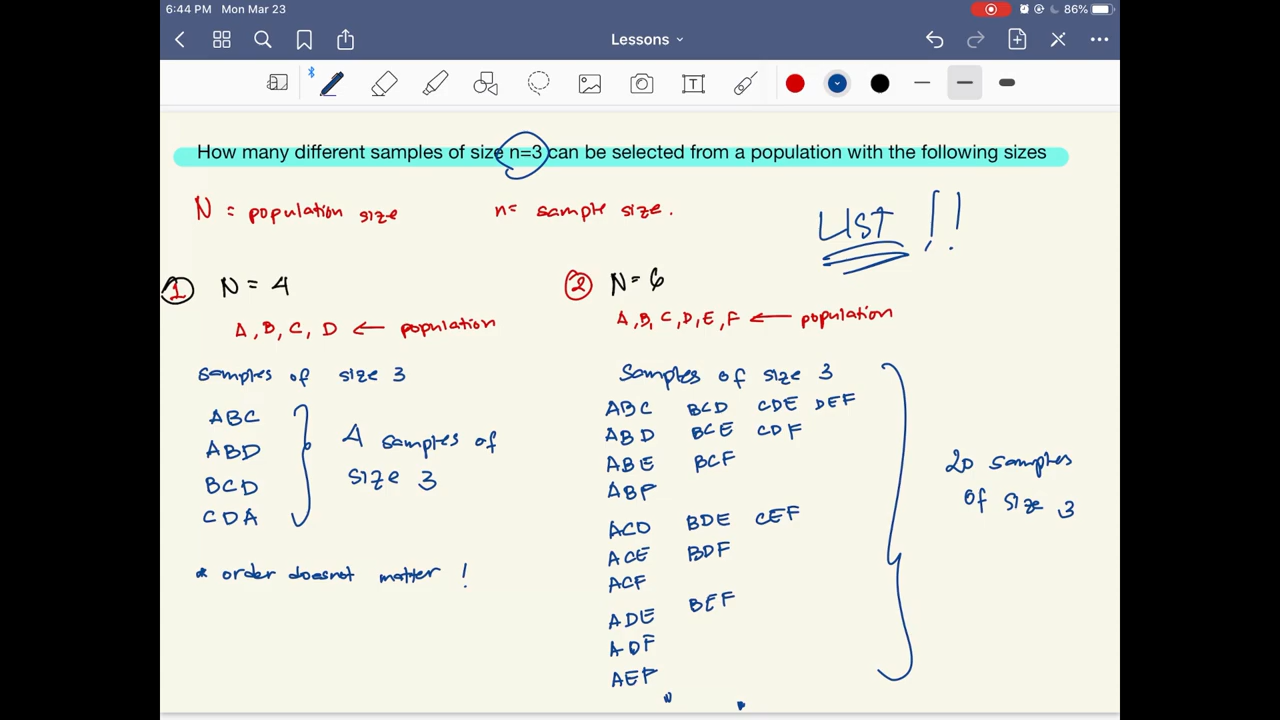 6:44 PM Mon Mar 23
86%
Lessons
How many different samples of size n=3 can be selected from a population with the following sizes
N = population size
n= sample size.
LIST !!
1 N = 4
A, B, C, D ← population
samples of size 3
ABC
ABD
BCD
CDA
4 samples of
size 3
* order doesnot matter !
2 N = 6
A, B, C, D, E, F ← population
Samples of size 3
ABC BCD CDE DEF
ABD BCE CDF
ABE BCF
ABF
ACD BDE CEF
ACE BDF
ACF
ADE BEF
ADF
AEF
20 samples
of size 3